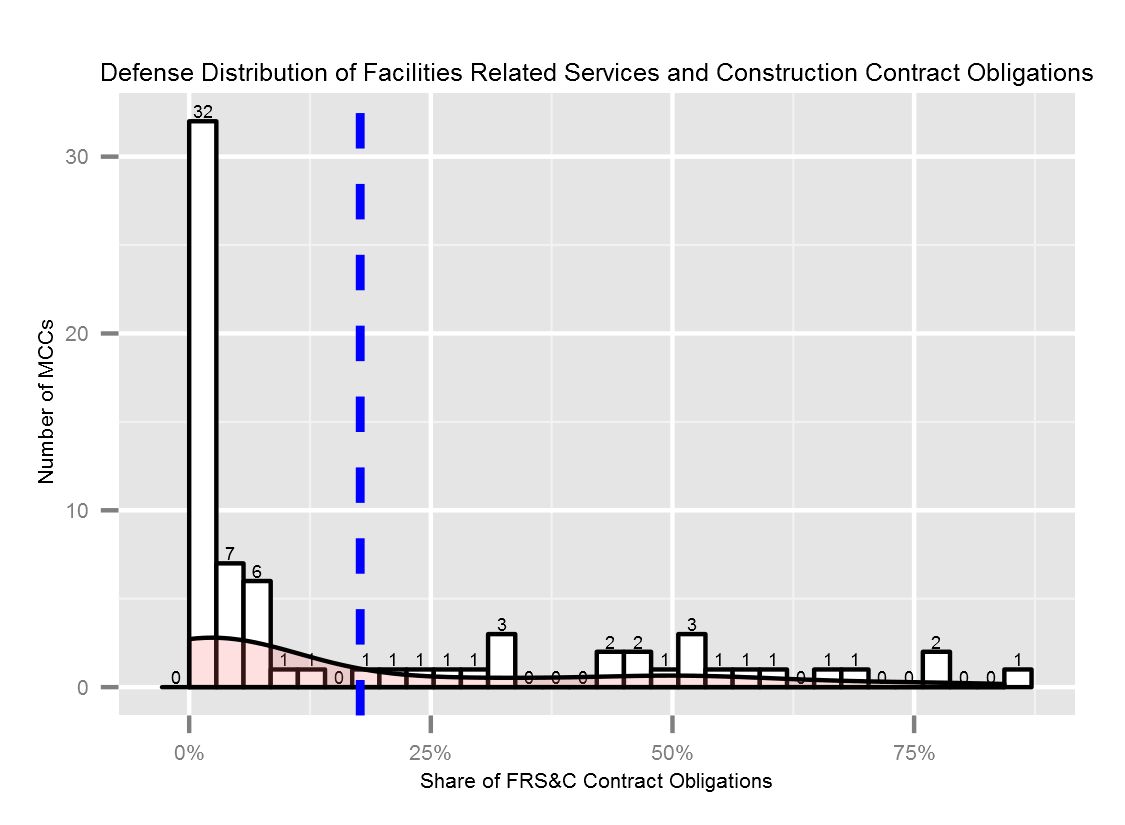 Defense Distribution of Facilities Related Services and Construction Contract Obligations
Number of MCCs
30
20
10
0
0 32 7 6 1 1 0 1 1 1 1 1 3 0 0 0 2 2 1 3 1 1 1 0 1 1 0 0 2 0 0 1
0% 25% 50% 75%
Share of FRS&C Contract Obligations